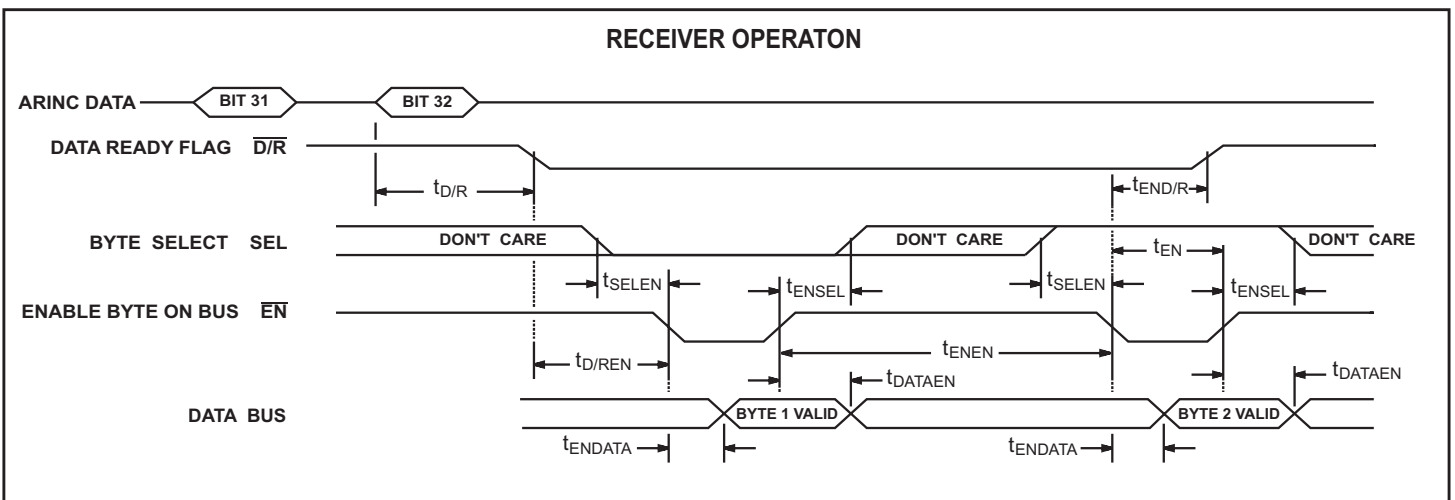 RECEIVER OPERATON
ARINC DATA BIT 31 BIT 32
DATA READY FLAG D/R
tD/R tEND/R
BYTE SELECT SEL DON'T CARE DON'T CARE DON'T CARE
tEN
tSELEN tENSEL tSELEN tENSEL
ENABLE BYTE ON BUS EN
tD/REN tENEN
tDATAEN tDATAEN
DATA BUS BYTE 1 VALID BYTE 2 VALID
tENDATA tENDATA